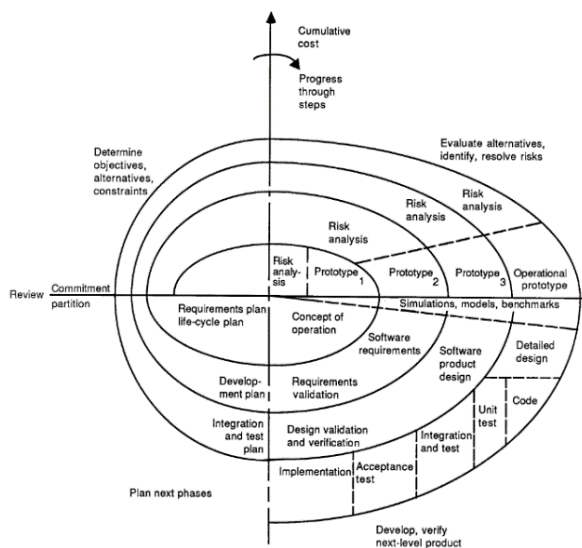 Cumulative
cost
Progress
through
steps
Determine
objectives,
alternatives,
constraints
Evaluate alternatives,
identify, resolve risks
Risk
analysis
Risk
analysis
Risk
analysis
Risk
analy-
sis
Prototype
1
Prototype
2
Prototype
3
Operational
prototype
Review
Commitment
partition
Simulations, models, benchmarks
Requirements plan
life-cycle plan
Concept of
operation
Software
requirements
Software
product
design
Detailed
design
Develop-
ment plan
Requirements
validation
Code
Unit
test
Integration
and test
plan
Design validation
and verification
Integration
and test
Implementation
Acceptance
test
Plan next phases
Develop, verify
next-level product